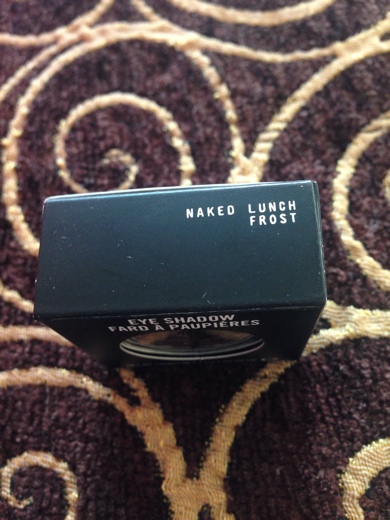 NAKED LUNCH
FROST
EYE SHADOW
FARD À PAUPIÈRES